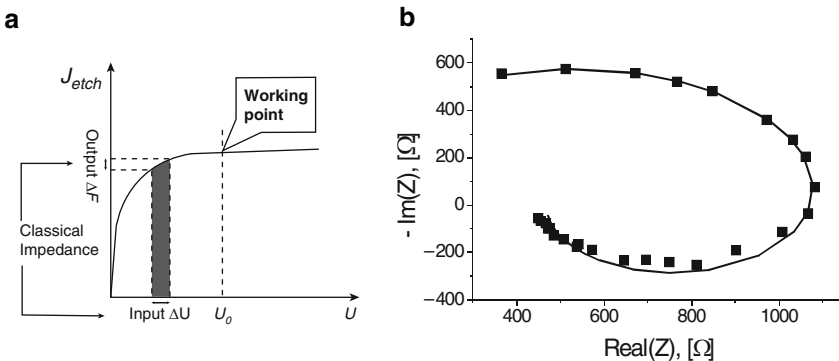 a
J_etch
Working
point
Output ΔF
Classical
Impedance
Input ΔU
U_0
U
b
- Im(Z), [Ω]
600
400
200
0
−200
−400
400
600
800
1000
Real(Z), [Ω]